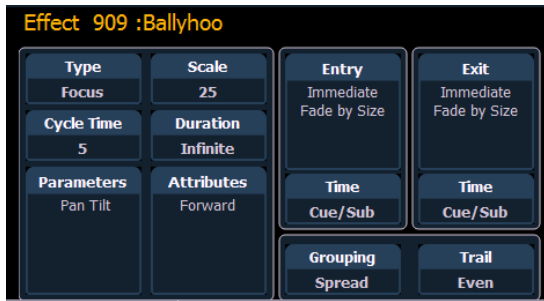 Effect 909 :Ballyhoo
Type
Focus
Scale
25
Cycle Time
5
Duration
Infinite
Parameters
Pan Tilt
Attributes
Forward
Entry
Immediate
Fade by Size
Time
Cue/Sub
Exit
Immediate
Fade by Size
Time
Cue/Sub
Grouping
Spread
Trail
Even